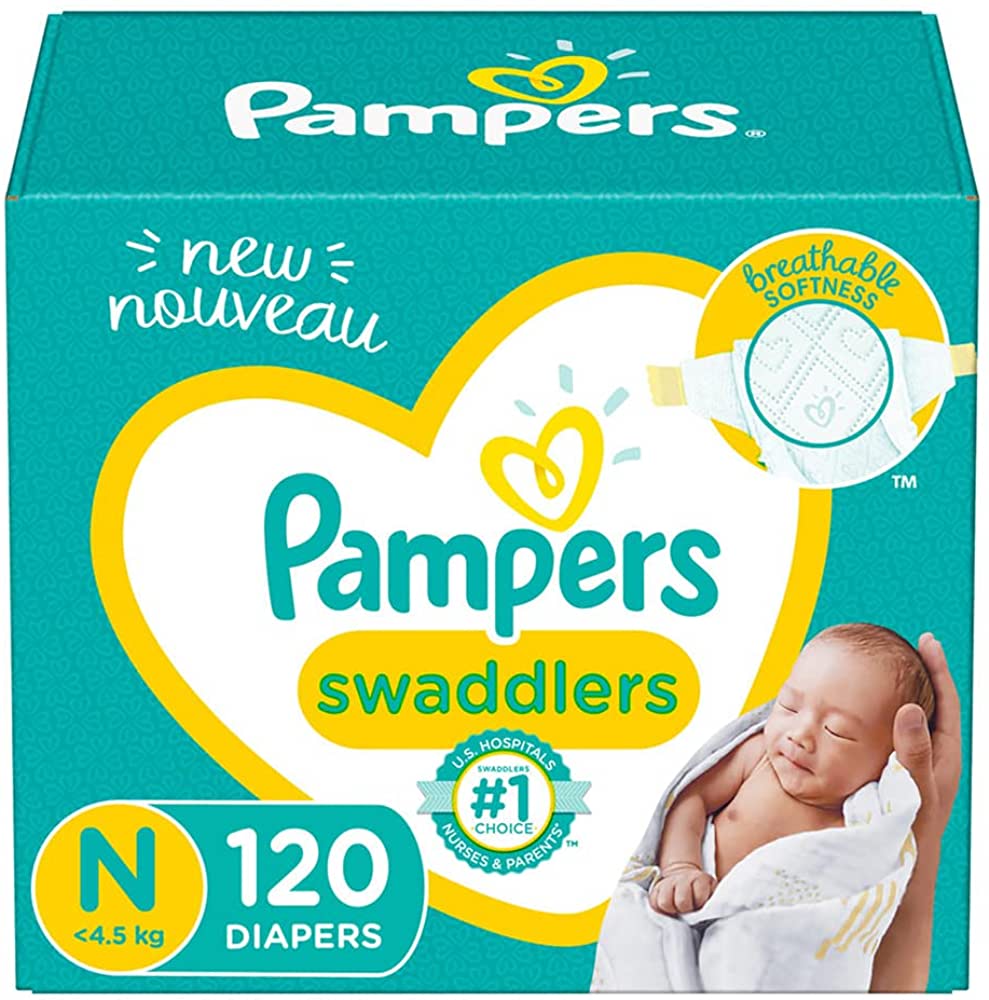 Pampers®
new
nouveau
breathable
SOFTNESS
TM
Pampers
swaddlers
U.S. HOSPITALS
SWADDLERS
#1
CHOICE
NURSES & PARENTS*
TM
N
<4.5 kg
120
DIAPERS